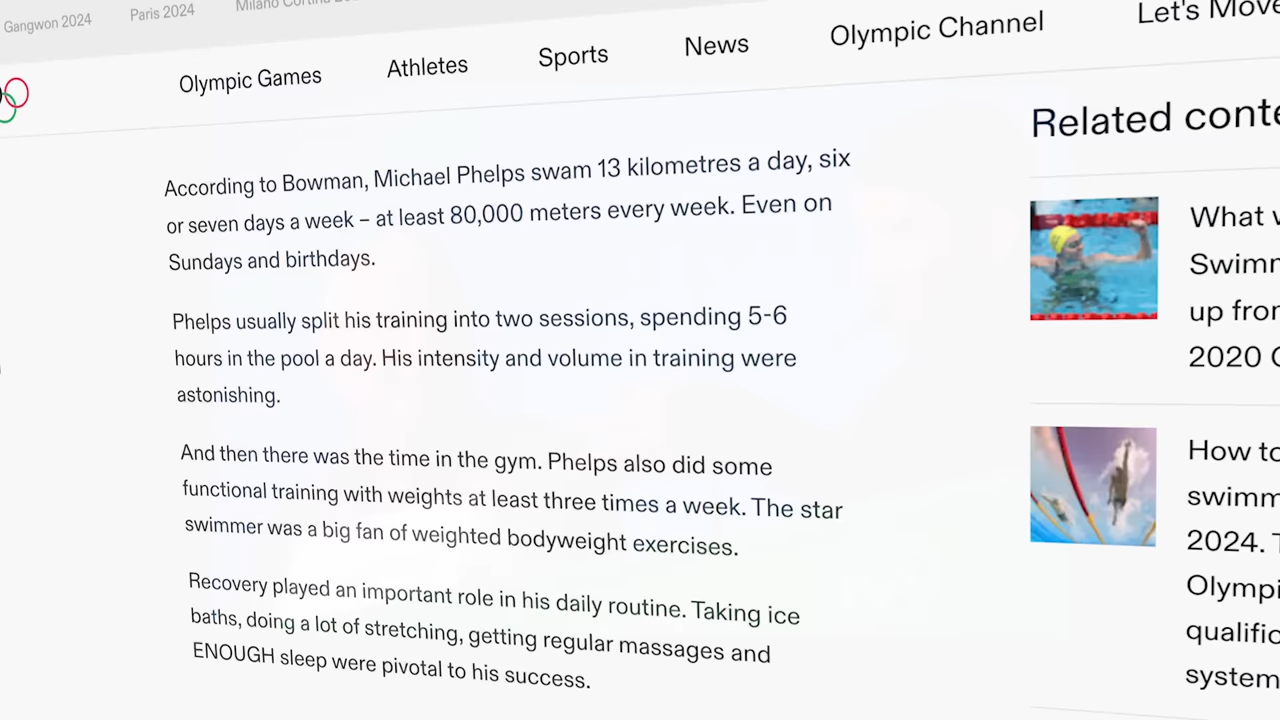 Gangwon 2024 Paris 2024 Milano Cortina
Olympic Games Athletes Sports News Olympic Channel Let's Move
According to Bowman, Michael Phelps swam 13 kilometres a day, six
or seven days a week – at least 80,000 meters every week. Even on
Sundays and birthdays.
Phelps usually split his training into two sessions, spending 5-6
hours in the pool a day. His intensity and volume in training were
astonishing.
And then there was the time in the gym. Phelps also did some
functional training with weights at least three times a week. The star
swimmer was a big fan of weighted bodyweight exercises.
Recovery played an important role in his daily routine. Taking ice
baths, doing a lot of stretching, getting regular massages and
ENOUGH sleep were pivotal to his success.
Related conte
What w
Swimm
up fror
2020
How to
swimm
2024. T
Olympi
qualific
system